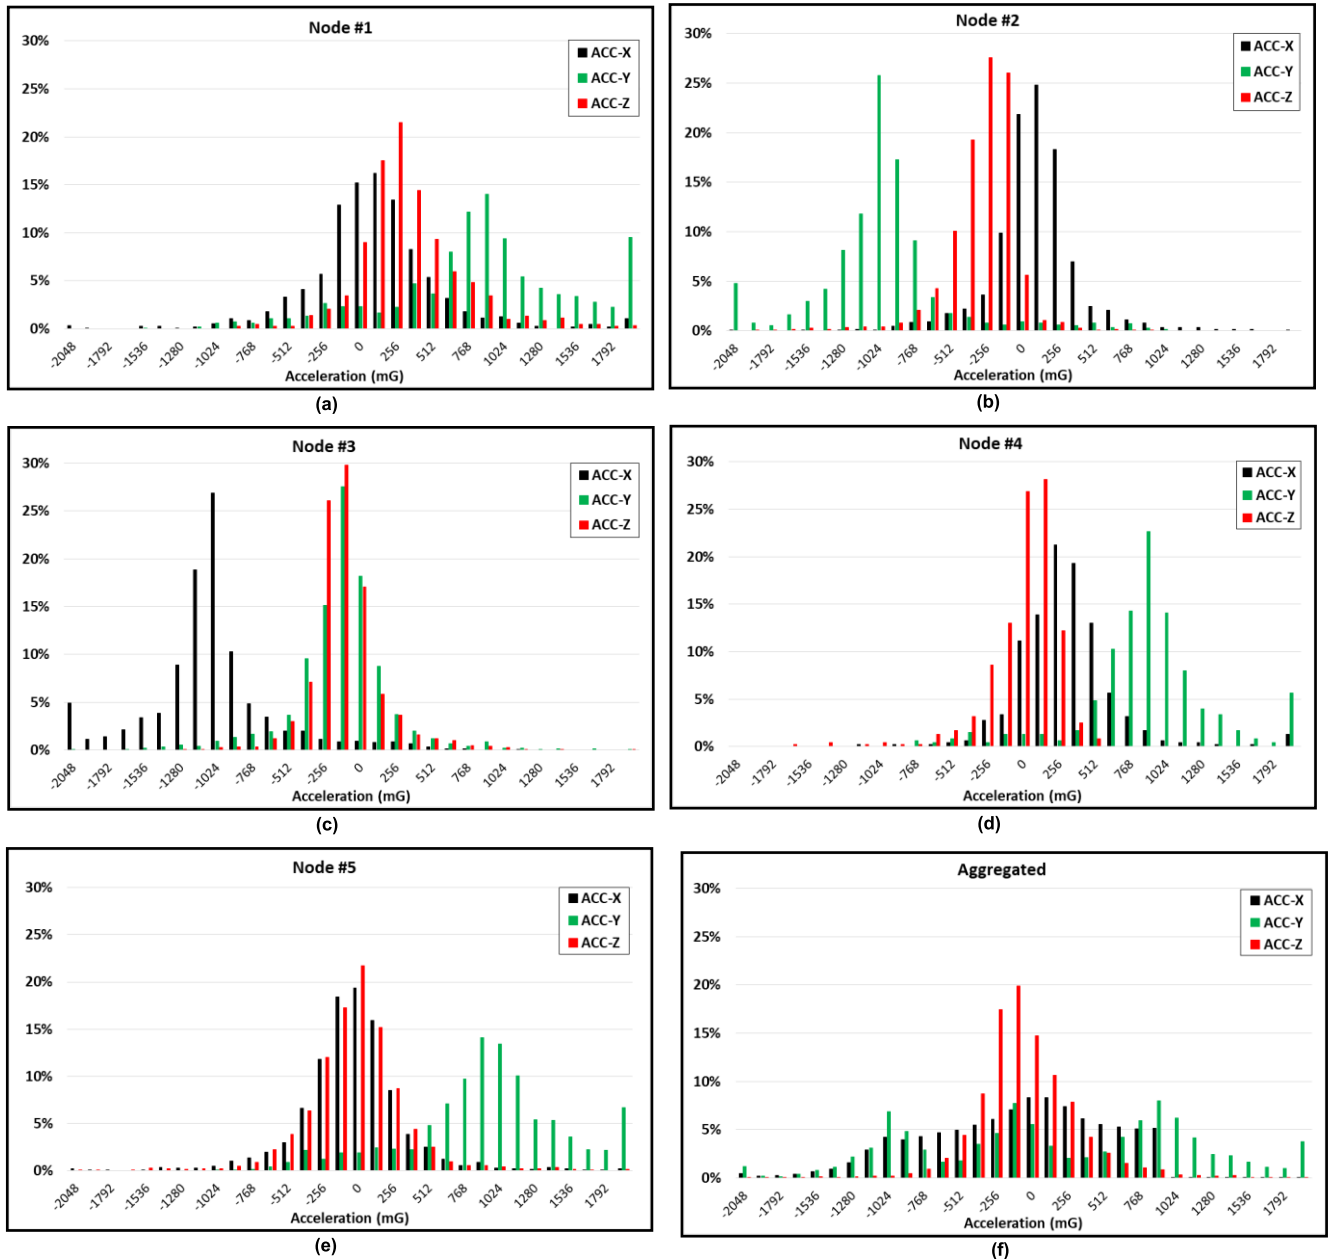 Node #1
30%
25%
20%
15%
10%
5%
0%
ACC-X
ACC-Y
ACC-Z
-2048 -1792 -1536 -1280 -1024 -768 -512 -256 0 256 512 768 1024 1280 1536 1792
Acceleration (mG)
(a)
Node #2
30%
25%
20%
15%
10%
5%
0%
ACC-X
ACC-Y
ACC-Z
-2048 -1792 -1536 -1280 -1024 -768 -512 -256 0 256 512 768 1024 1280 1536 1792
Acceleration (mG)
(b)
Node #3
30%
25%
20%
15%
10%
5%
0%
ACC-X
ACC-Y
ACC-Z
-2048 -1792 -1536 -1280 -1024 -768 -512 -256 0 256 512 768 1024 1280 1536 1792
Acceleration (mG)
(c)
Node #4
30%
25%
20%
15%
10%
5%
0%
ACC-X
ACC-Y
ACC-Z
-2048 -1792 -1536 -1280 -1024 -768 -512 -256 0 256 512 768 1024 1280 1536 1792
Acceleration (mG)
(d)
Node #5
30%
25%
20%
15%
10%
5%
0%
ACC-X
ACC-Y
ACC-Z
-2048 -1792 -1536 -1280 -1024 -768 -512 -256 0 256 512 768 1024 1280 1536 1792
Acceleration (mG)
(e)
Aggregated
30%
25%
20%
15%
10%
5%
0%
ACC-X
ACC-Y
ACC-Z
-2048 -1792 -1536 -1280 -1024 -768 -512 -256 0 256 512 768 1024 1280 1536 1792
Acceleration (mG)
(f)